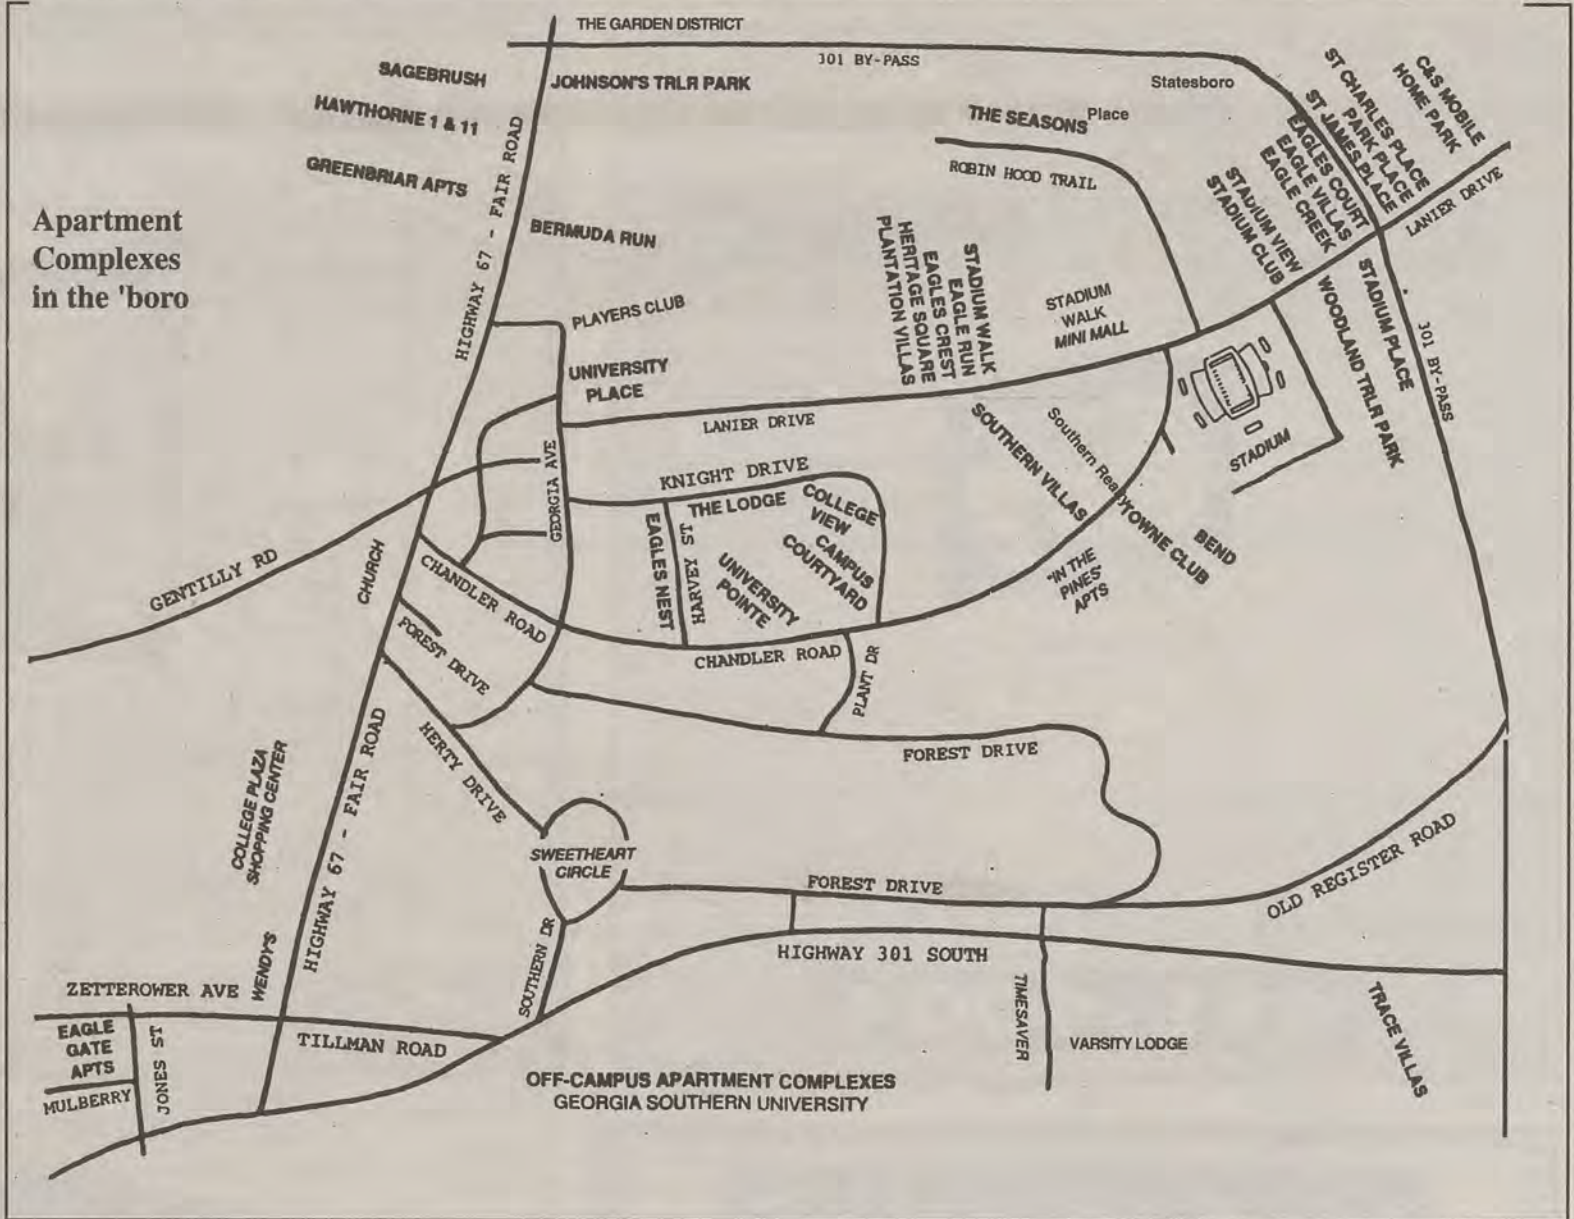 THE GARDEN DISTRICT
301 BY-PASS
SAGEBRUSH
HAWTHORNE 1 & 11
GREENBRIAR APTS
JOHNSON'S TRLR PARK
HIGHWAY 67 - FAIR ROAD
Statesboro
Place
THE SEASONS
ROBIN HOOD TRAIL
C&S MOBILE
HOME PARK
ST CHARLES PLACE
PARK PLACE
ST JAMES PLACE
EAGLES COURT
EAGLE VILLAS
EAGLE CREEK
STADIUM VIEW
STADIUM CLUB
LANIER DRIVE
Apartment
Complexes
in the 'boro
BERMUDA RUN
PLAYERS CLUB
UNIVERSITY
PLACE
STADIUM WALK
EAGLE RUN
EAGLES CREST
HERITAGE SQUARE
PLANTATION VILLAS
STADIUM
WALK
MINI MALL
STADIUM PLACE
WOODLAND TRLR PARK
301 BY-PASS
LANIER DRIVE
STADIUM
GEORGIA AVE
KNIGHT DRIVE
THE LODGE
COLLEGE
VIEW
CAMPUS
COURTYARD
EAGLES NEST
HARVEY ST
UNIVERSITY
POINTE
SOUTHERN VILLAS
Southern Ready
TOWNE CLUB
BEND
"IN THE
PINES'
APTS
GENTILLY RD
CHURCH
CHANDLER ROAD
FOREST DRIVE
CHANDLER ROAD
PLANT DR
HERTY DRIVE
FOREST DRIVE
COLLEGE PLAZA
SHOPPING CENTER
HIGHWAY 67 - FAIR ROAD
SWEETHEART
CIRCLE
FOREST DRIVE
OLD REGISTER ROAD
WENDY'S
SOUTHERN DR
HIGHWAY 301 SOUTH
ZETTEROWER AVE
EAGLE
GATE
APTS
MULBERRY
JONES ST
TILLMAN ROAD
TIMESAVER
VARSITY LODGE
TRACE VILLAS
OFF-CAMPUS APARTMENT COMPLEXES
GEORGIA SOUTHERN UNIVERSITY